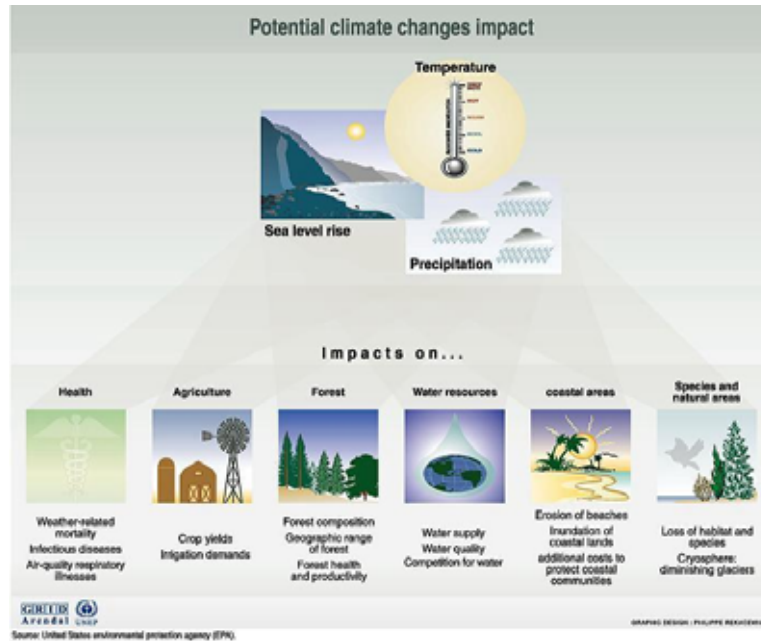 Potential climate changes impact
Temperature
Sea level rise
Precipitation
Impacts on...
Health
Agriculture
Forest
Water resources
coastal areas
Species and
natural areas
Weather-related
mortality
Infectious diseases
Air-quality respiratory
illnesses
Crop yields
Irrigation demands
Forest composition
Geographic range
of forest
Forest health
and productivity
Water supply
Water quality
Competition for water
Erosion of beaches
Inundation of
coastal lands
additional costs to
protect coastal
communities
Loss of habitat and
species
Cryosphere:
diminishing glaciers
GRID
Arendal
UNEP
GRAPHIC DESIGN : PHILIPPE
Source: United States environmental protection agency (EPA).